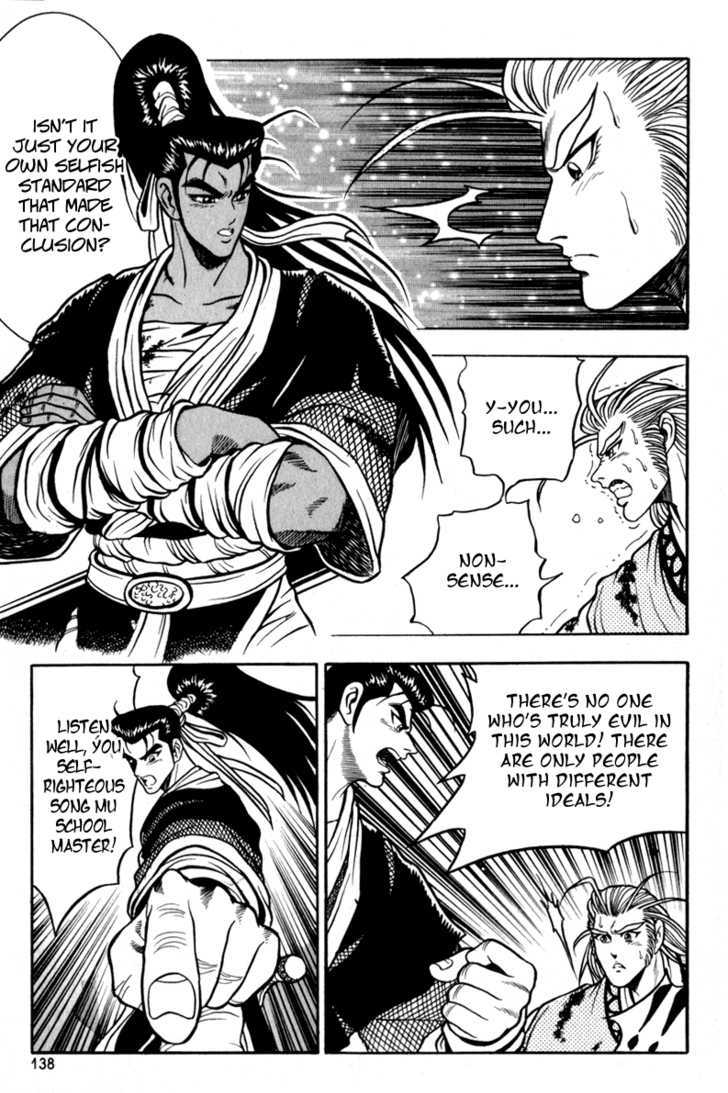 ISN'T IT
JUST YOUR
OWN SELFISH
STANDARD
THAT MADE
THAT CON-
CLUSION?
Y-YOU...
SUCH...
NON-
SENSE...
LISTEN
WELL, YOU
SELF-
RIGHTEOUS
SONG MU
SCHOOL
MASTER!
THERE'S NO ONE
WHO'S TRULY EVIL IN
THIS WORLD! THERE
ARE ONLY PEOPLE
WITH DIFFERENT
IDEALS!
138